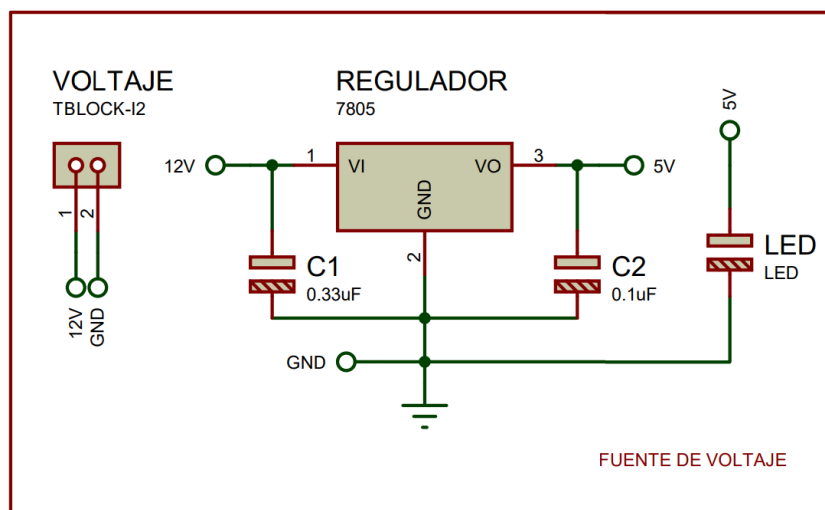 VOLTAJE
TBLOCK-I2
1
2
12V
GND
REGULADOR
7805
12V
1
VI
GND
VO
3
5V
2
C1
0.33uF
C2
0.1uF
GND
5V
LED
LED
FUENTE DE VOLTAJE